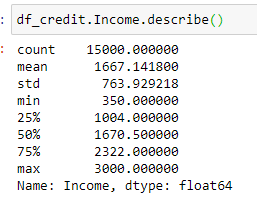 : df_credit.Income.describe()
: count    15000.000000
mean      1667.141800
std        763.929218
min        350.000000
25%       1004.000000
50%       1670.500000
75%       2322.000000
max       3000.000000
Name: Income, dtype: float64